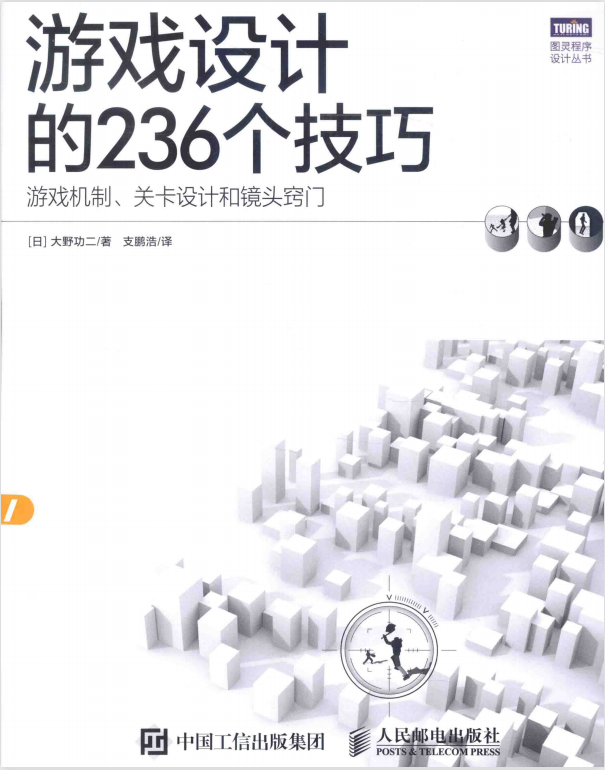 游戏设计
的236个技巧
游戏机制、关卡设计和镜头窍门
[日] 大野功二/著 支鹏浩/译
TURING
图灵程序
设计丛书
中国工信出版集团
人民邮电出版社
POSTS & TELECOM PRESS